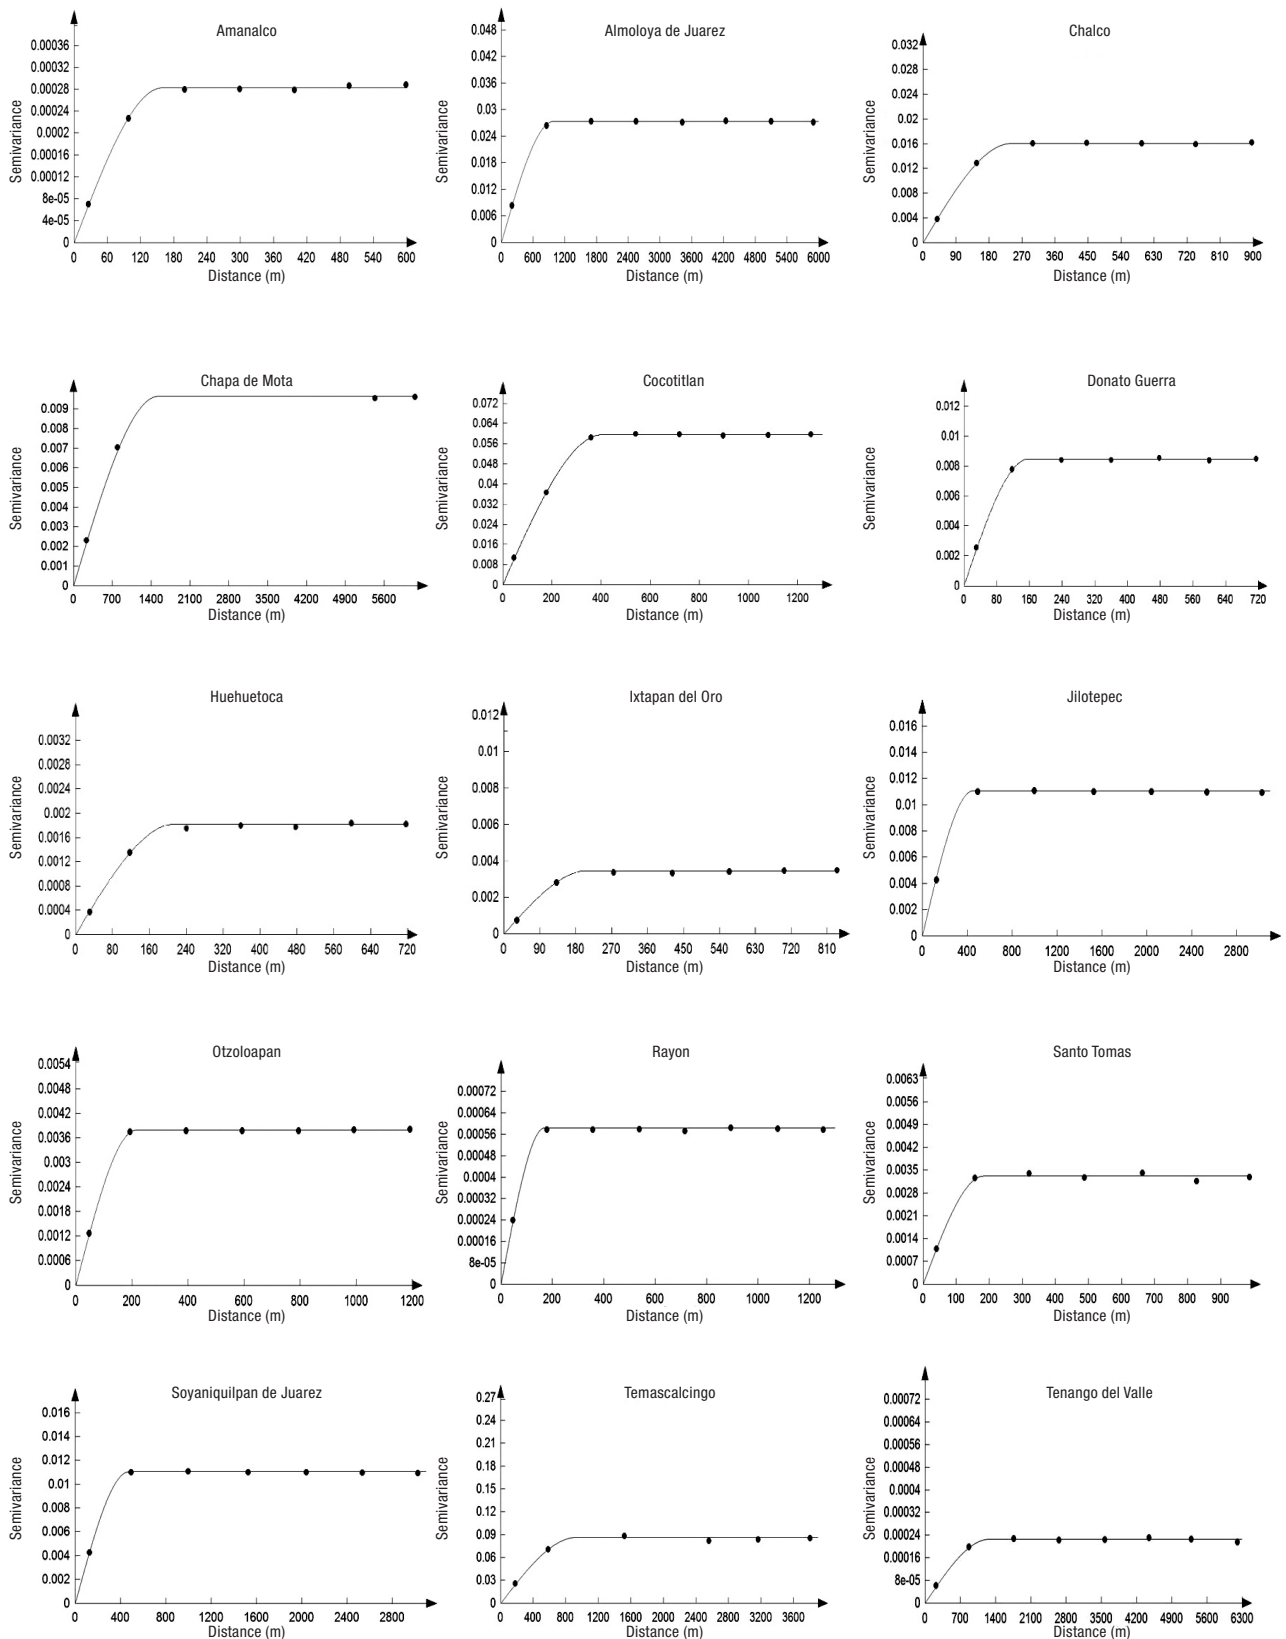 Amanalco
Semivariance
0.00036
0.00032
0.00028
0.00024
0.0002
0.00016
0.00012
8e-05
4e-05
0
0 60 120 180 240 300 360 420 480 540 600
Distance (m)
Almoloya de Juarez
Semivariance
0.048
0.042
0.036
0.03
0.024
0.018
0.012
0.006
0
0 600 1200 1800 2400 3000 3600 4200 4800 5400 6000
Distance (m)
Chalco
Semivariance
0.032
0.028
0.024
0.02
0.016
0.012
0.008
0.004
0
0 90 180 270 360 450 540 630 720 810 900
Distance (m)
Chapa de Mota
Semivariance
0.009
0.008
0.007
0.006
0.005
0.004
0.003
0.002
0.001
0
0 700 1400 2100 2800 3500 4200 4900 5600
Distance (m)
Cocotitlan
Semivariance
0.072
0.064
0.056
0.048
0.04
0.032
0.024
0.016
0.008
0
0 200 400 600 800 1000 1200
Distance (m)
Donato Guerra
Semivariance
0.012
0.01
0.008
0.006
0.004
0.002
0
0 80 160 240 320 400 480 560 640 720
Distance (m)
Huehuetoca
Semivariance
0.0032
0.0028
0.0024
0.002
0.0016
0.0012
0.0008
0.0004
0
0 80 160 240 320 400 480 560 640 720
Distance (m)
Ixtapan del Oro
Semivariance
0.012
0.01
0.008
0.006
0.004
0.002
0
0 90 180 270 360 450 540 630 720 810
Distance (m)
Jilotepec
Semivariance
0.016
0.014
0.012
0.01
0.008
0.006
0.004
0.002
0
0 400 800 1200 1600 2000 2400 2800
Distance (m)
Otzoloapan
Semivariance
0.0054
0.0048
0.0042
0.0036
0.003
0.0024
0.0018
0.0012
0.0006
0
0 200 400 600 800 1000 1200
Distance (m)
Rayon
Semivariance
0.00072
0.00064
0.00056
0.00048
0.0004
0.00032
0.00024
0.00016
8e-05
0
0 200 400 600 800 1000 1200
Distance (m)
Santo Tomas
Semivariance
0.0063
0.0056
0.0049
0.0042
0.0035
0.0028
0.0021
0.0014
0.0007
0
0 100 200 300 400 500 600 700 800 900
Distance (m)
Soyaniquilpan de Juarez
Semivariance
0.016
0.014
0.012
0.01
0.008
0.006
0.004
0.002
0
0 400 800 1200 1600 2000 2400 2800
Distance (m)
Temascalcingo
Semivariance
0.27
0.24
0.21
0.18
0.15
0.12
0.09
0.06
0.03
0
0 400 800 1200 1600 2000 2400 2800 3200 3600
Distance (m)
Tenango del Valle
Semivariance
0.00072
0.00064
0.00056
0.00048
0.0004
0.00032
0.00024
0.00016
8e-05
0
0 700 1400 2100 2800 3500 4200 4900 5600 6300
Distance (m)